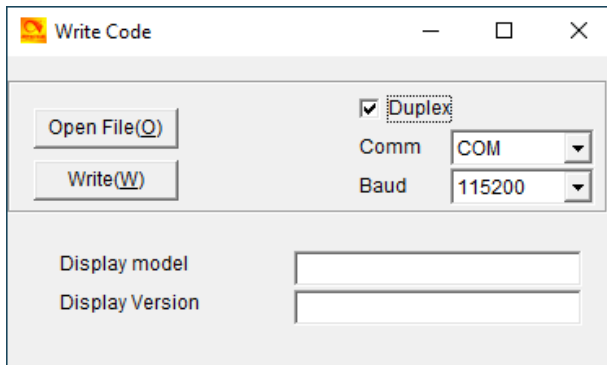 Write Code
Open File(O)
Write(W)
Duplex
Comm COM
Baud 115200
Display model
Display Version